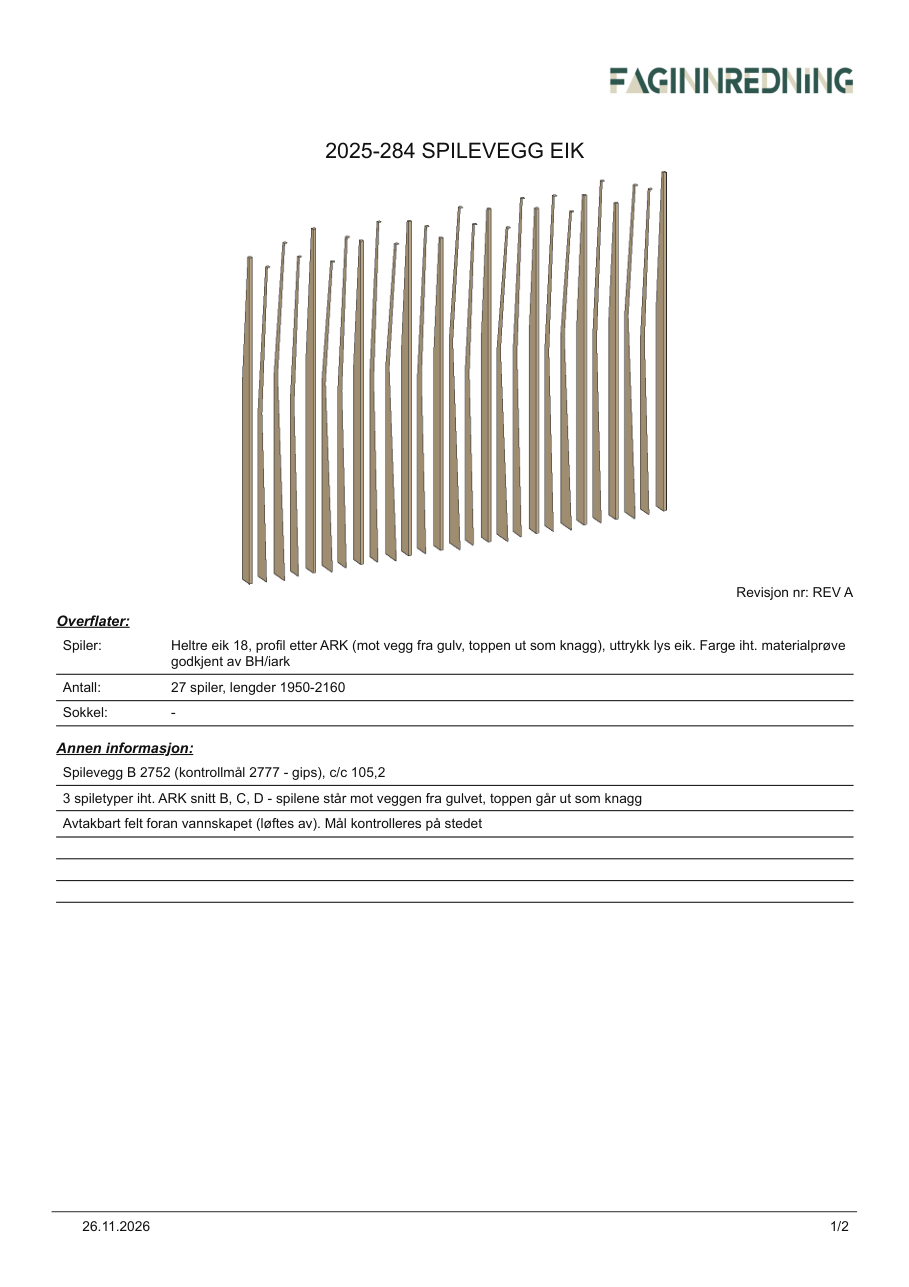 FAGINNREDNING
2025-284 SPILEVEGG EIK
Revisjon nr: REV A
Overflater:
Spiler: Heltre eik 18, profil etter ARK (mot vegg fra gulv, toppen ut som knagg), uttrykk lys eik. Farge iht. materialprøve
godkjent av BH/iark
Antall: 27 spiler, lengder 1950-2160
Sokkel: -
Annen informasjon:
Spilevegg B 2752 (kontrollmål 2777 - gips), c/c 105,2
3 spiletyper iht. ARK snitt B, C, D - spilene står mot veggen fra gulvet, toppen går ut som knagg
Avtakbart felt foran vannskapet (løftes av). Mål kontrolleres på stedet
26.11.2026 1/2